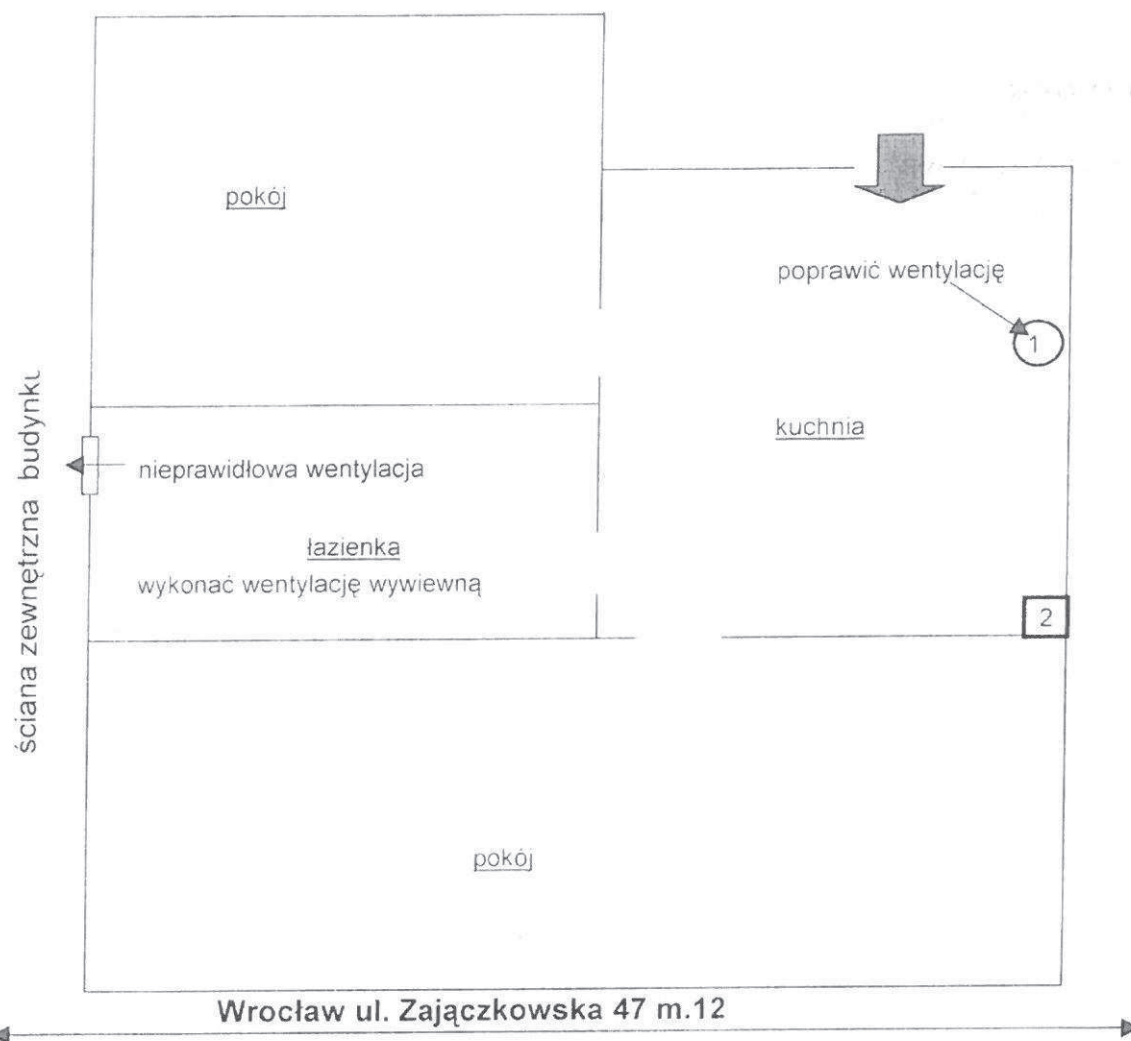 pokój
poprawić wentylację
1
kuchnia
ściana zewnętrzna budynku
nieprawidłowa wentylacja
łazienka
wykonać wentylację wywiewną
2
pokój
Wrocław ul. Zajączkowska 47 m.12